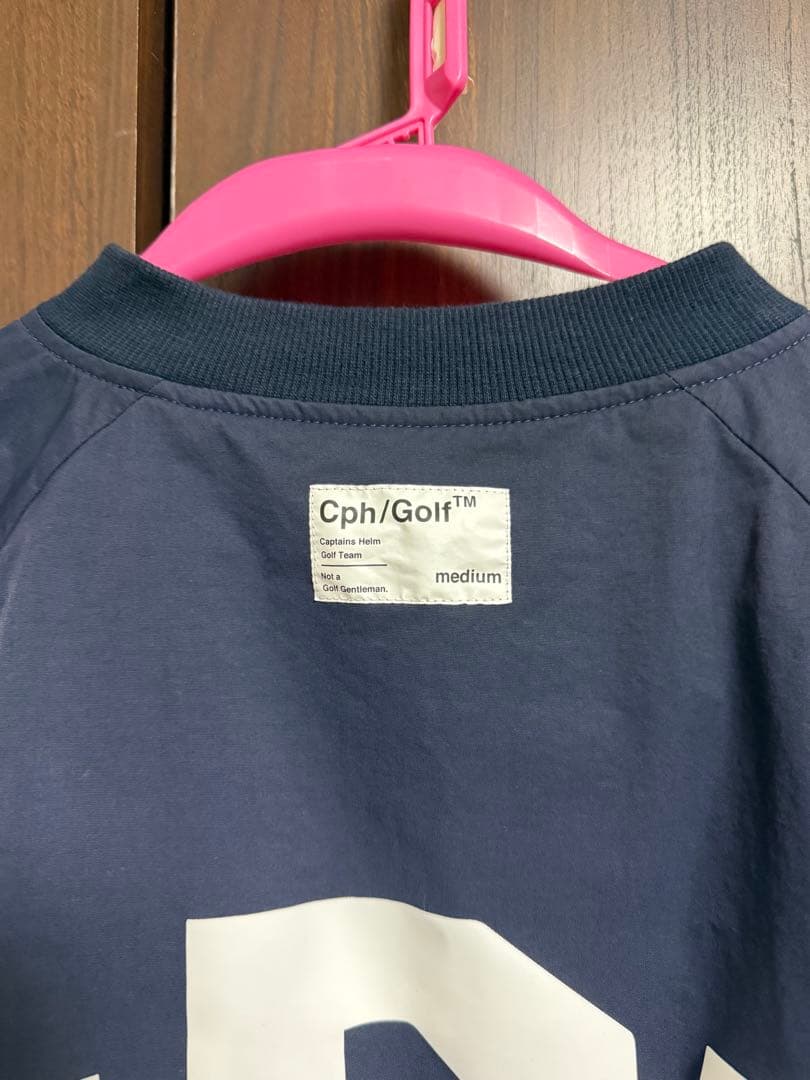 Cph/Golf™
Captains Helm
Golf Team
Not a
Golf Gentleman.
medium